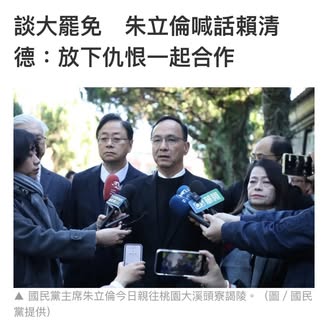 談大罷免　朱立倫喊話賴清
德：放下仇恨一起合作
▲ 國民黨主席朱立倫今日親往桃園大溪頭寮謁陵。（圖／國民
黨提供）